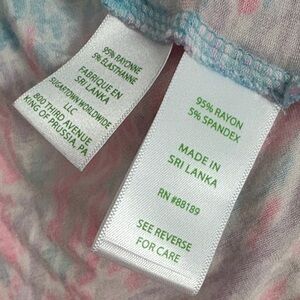 95% RAYONNE
5% ÉLASTHANNE
FABRIQUÉ EN
SRI LANKA
SUGARTOWN WORLDWIDE
LLC
800 THIRD AVENUE
KING OF PRUSSIA, PA
95% RAYON
5% SPANDEX
MADE IN
SRI LANKA
RN #88189
SEE REVERSE
FOR CARE